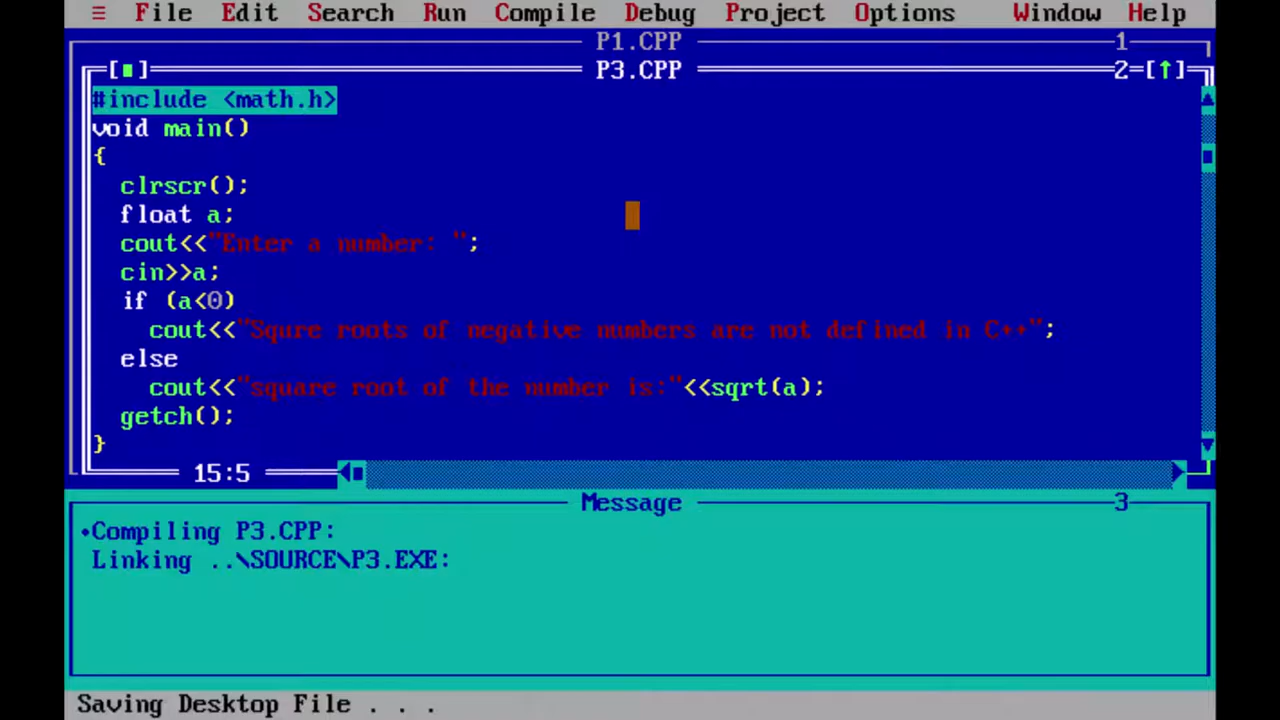 ≡ File Edit Search Run Compile Debug Project Options Window Help
P1.CPP 1
[■] P3.CPP 2=[↑]
#include <math.h>
void main()
{
clrscr();
float a;
cout<<"Enter a number: ";
cin>>a;
if (a<0)
cout<<"Squre roots of negative numbers are not defined in C++";
else
cout<<"square root of the number is:"<<sqrt(a);
getch();
}
15:5
Message 3
•Compiling P3.CPP:
Linking ..\SOURCE\P3.EXE:
Saving Desktop File . . .